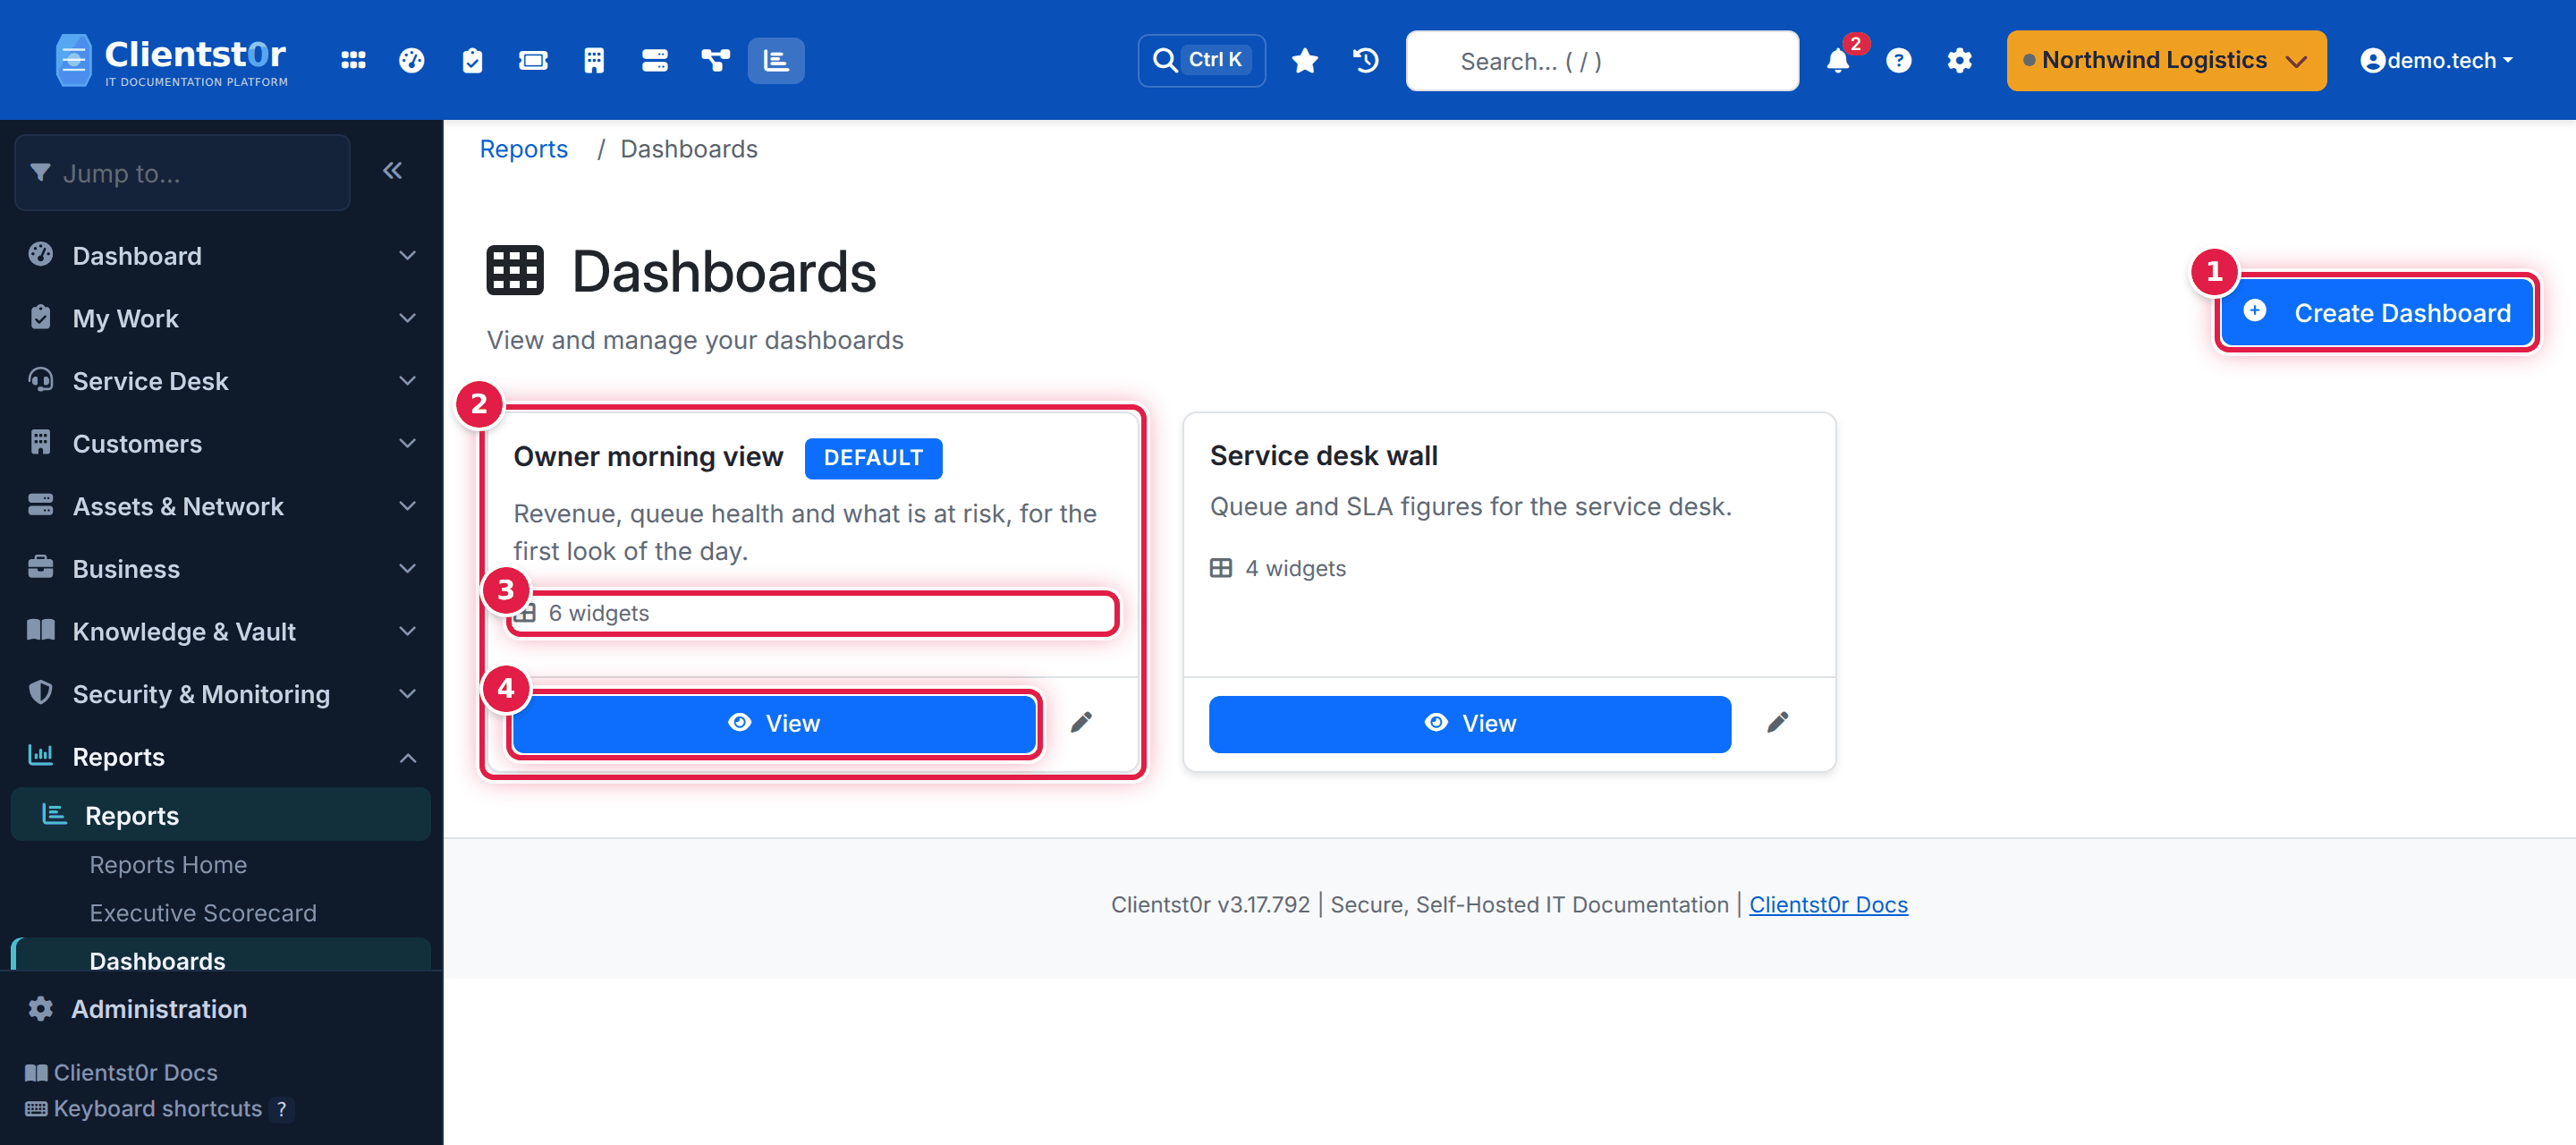 Clientst0r
IT DOCUMENTATION PLATFORM
Ctrl K
Search... ( / )
2
?
Northwind Logistics
demo.tech
Jump to...
Dashboard
My Work
Service Desk
Customers
Assets & Network
Business
Knowledge & Vault
Security & Monitoring
Reports
Reports
Reports Home
Executive Scorecard
Dashboards
Administration
Clientst0r Docs
Keyboard shortcuts ?
Reports / Dashboards
Dashboards
View and manage your dashboards
1
Create Dashboard
2
Owner morning view DEFAULT
Revenue, queue health and what is at risk, for the
first look of the day.
3
6 widgets
4
View
Service desk wall
Queue and SLA figures for the service desk.
4 widgets
View
Clientst0r v3.17.792 | Secure, Self-Hosted IT Documentation | Clientst0r Docs